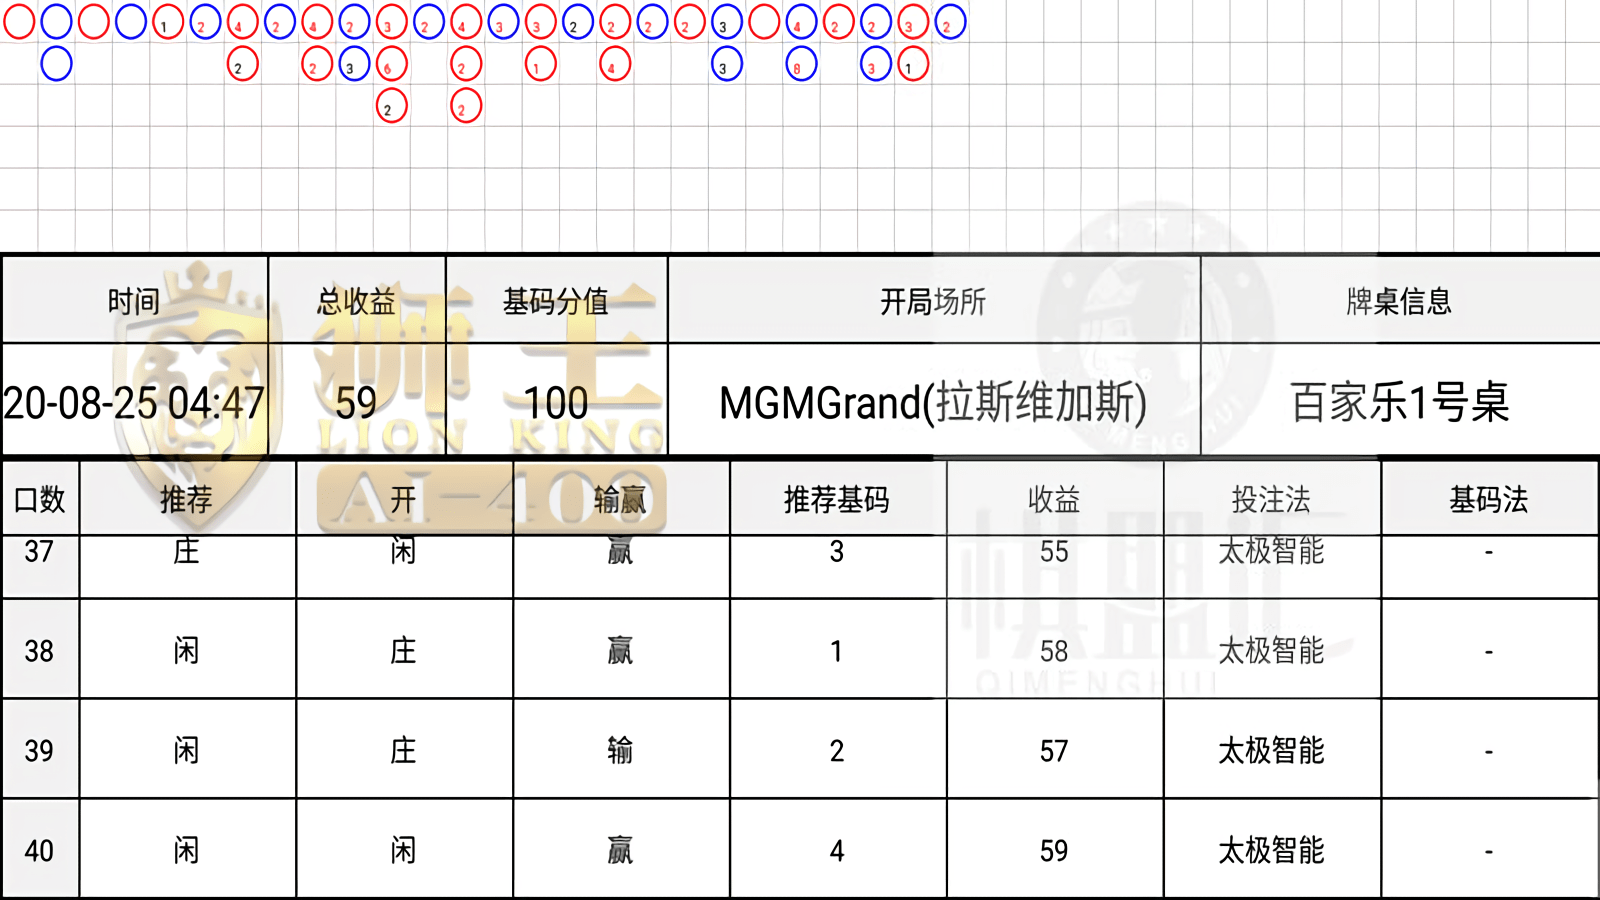 1 2 4 2 4 2 3 2 4 3 3 2 2 2 2 3 4 2 2 3 2
2 2 3 6 2 1 4 3 8 3 1
2 2
时间 总收益 基码分值 开局场所 牌桌信息
20-08-25 04:47 59 100 MGMGrand(拉斯维加斯) 百家乐1号桌
狮王
LION KING
AI-400
口数 推荐 开 输赢 推荐基码 收益 投注法 基码法
37 庄 闲 赢 3 55 太极智能 -
38 闲 庄 赢 1 58 太极智能 -
39 闲 庄 输 2 57 太极智能 -
40 闲 闲 赢 4 59 太极智能 -
棋盟汇
QIMENGHUI